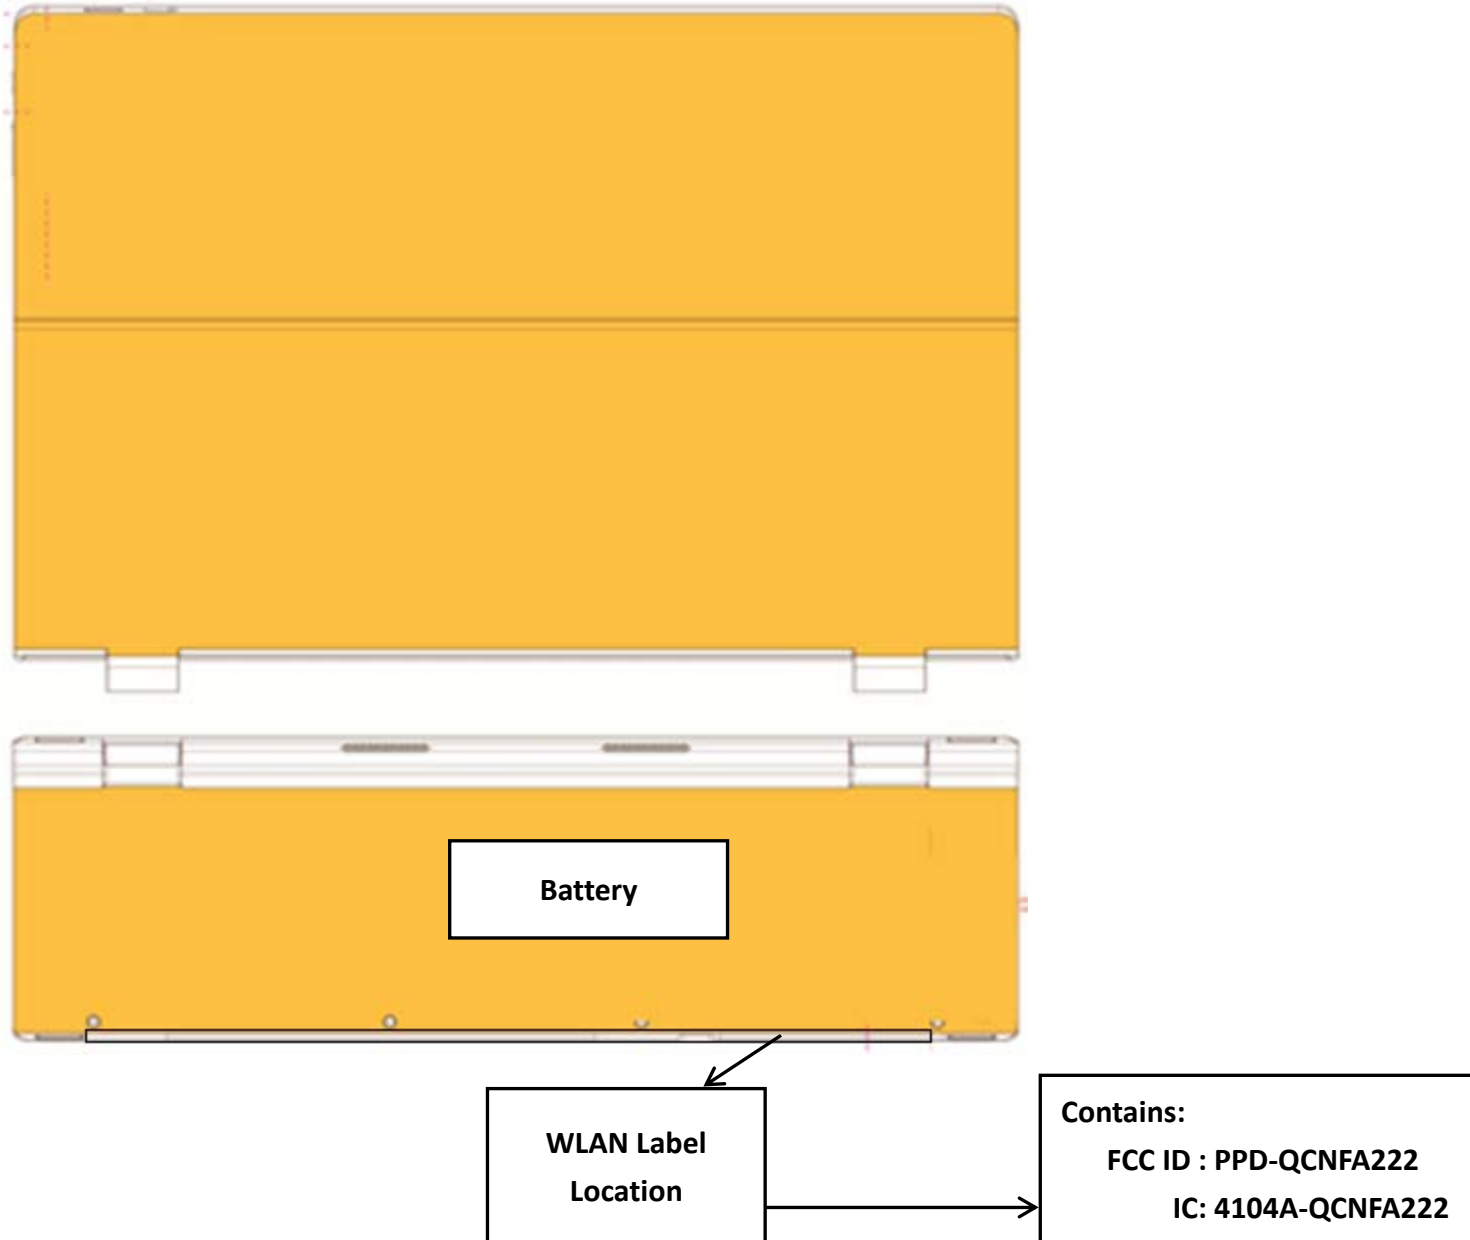 Battery
WLAN Label
Location
Contains:
FCC ID : PPD-QCNFA222
IC: 4104A-QCNFA222